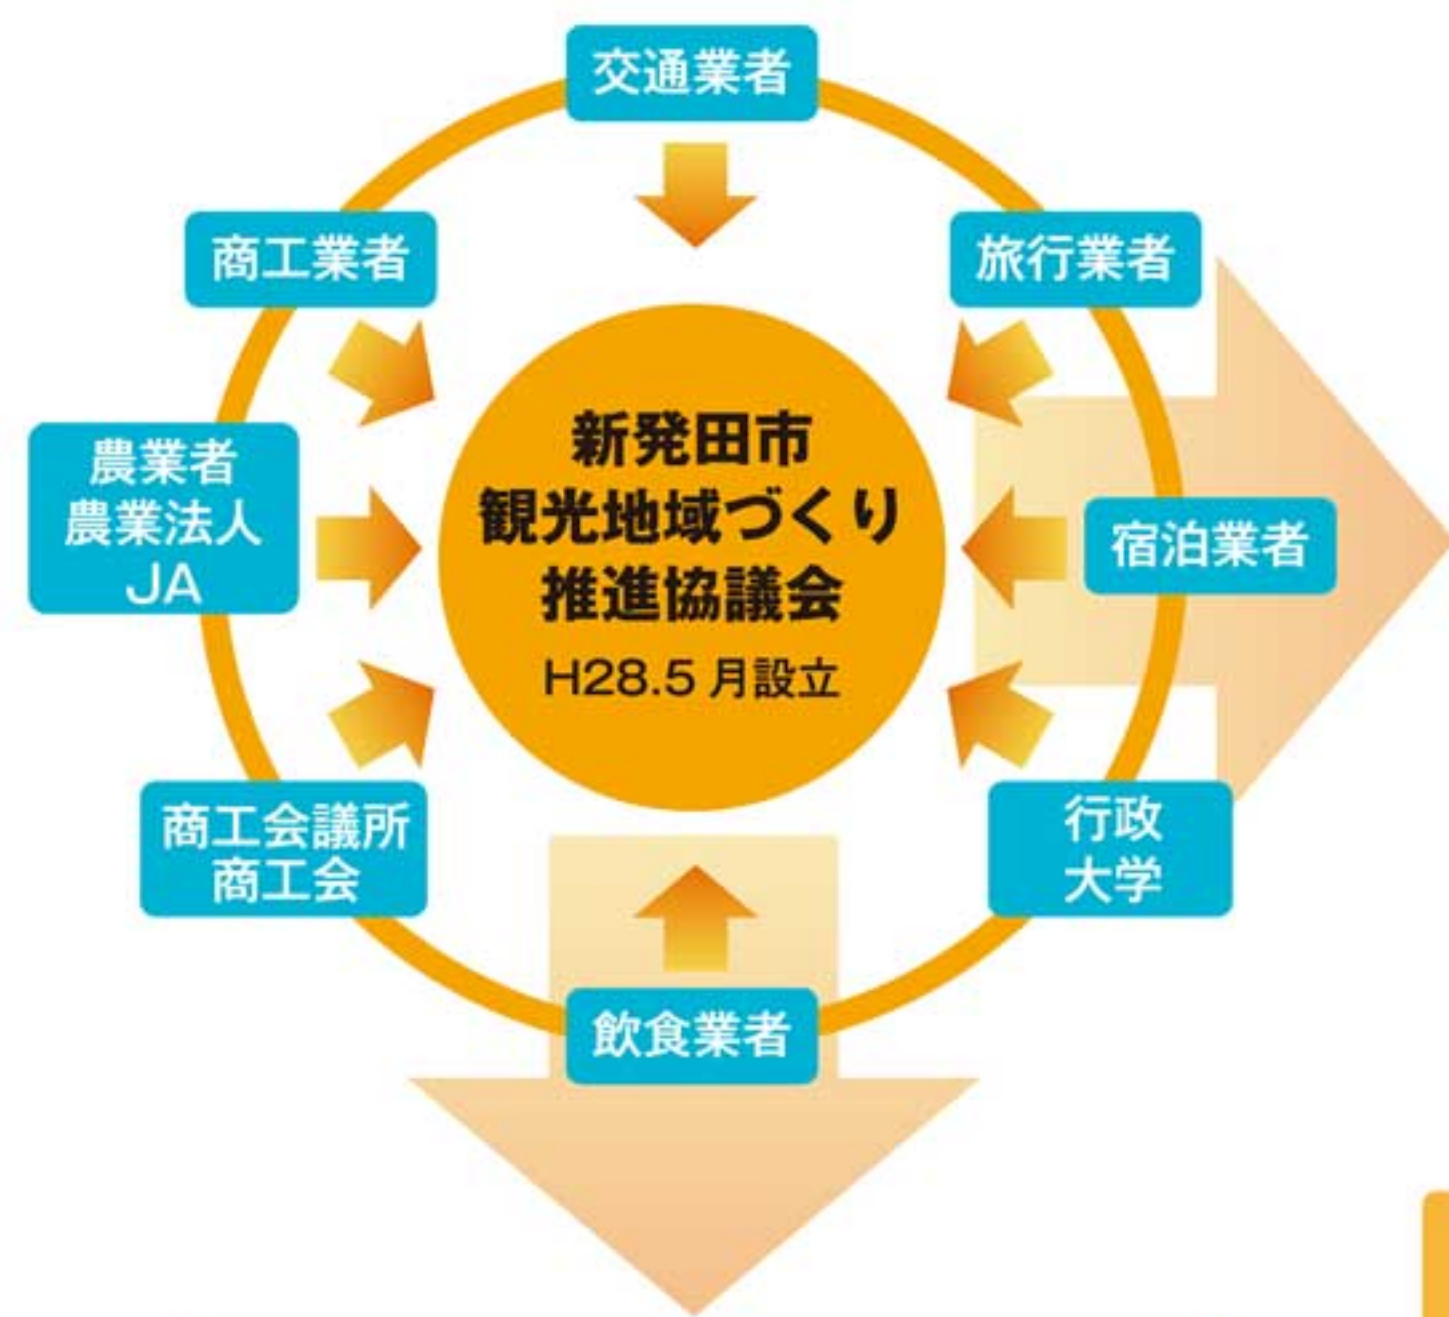 交通業者
商工業者
旅行業者
農業者
農業法人
JA
新発田市
観光地域づくり
推進協議会
H28.5 月設立
宿泊業者
商工会議所
商工会
行政
大学
飲食業者